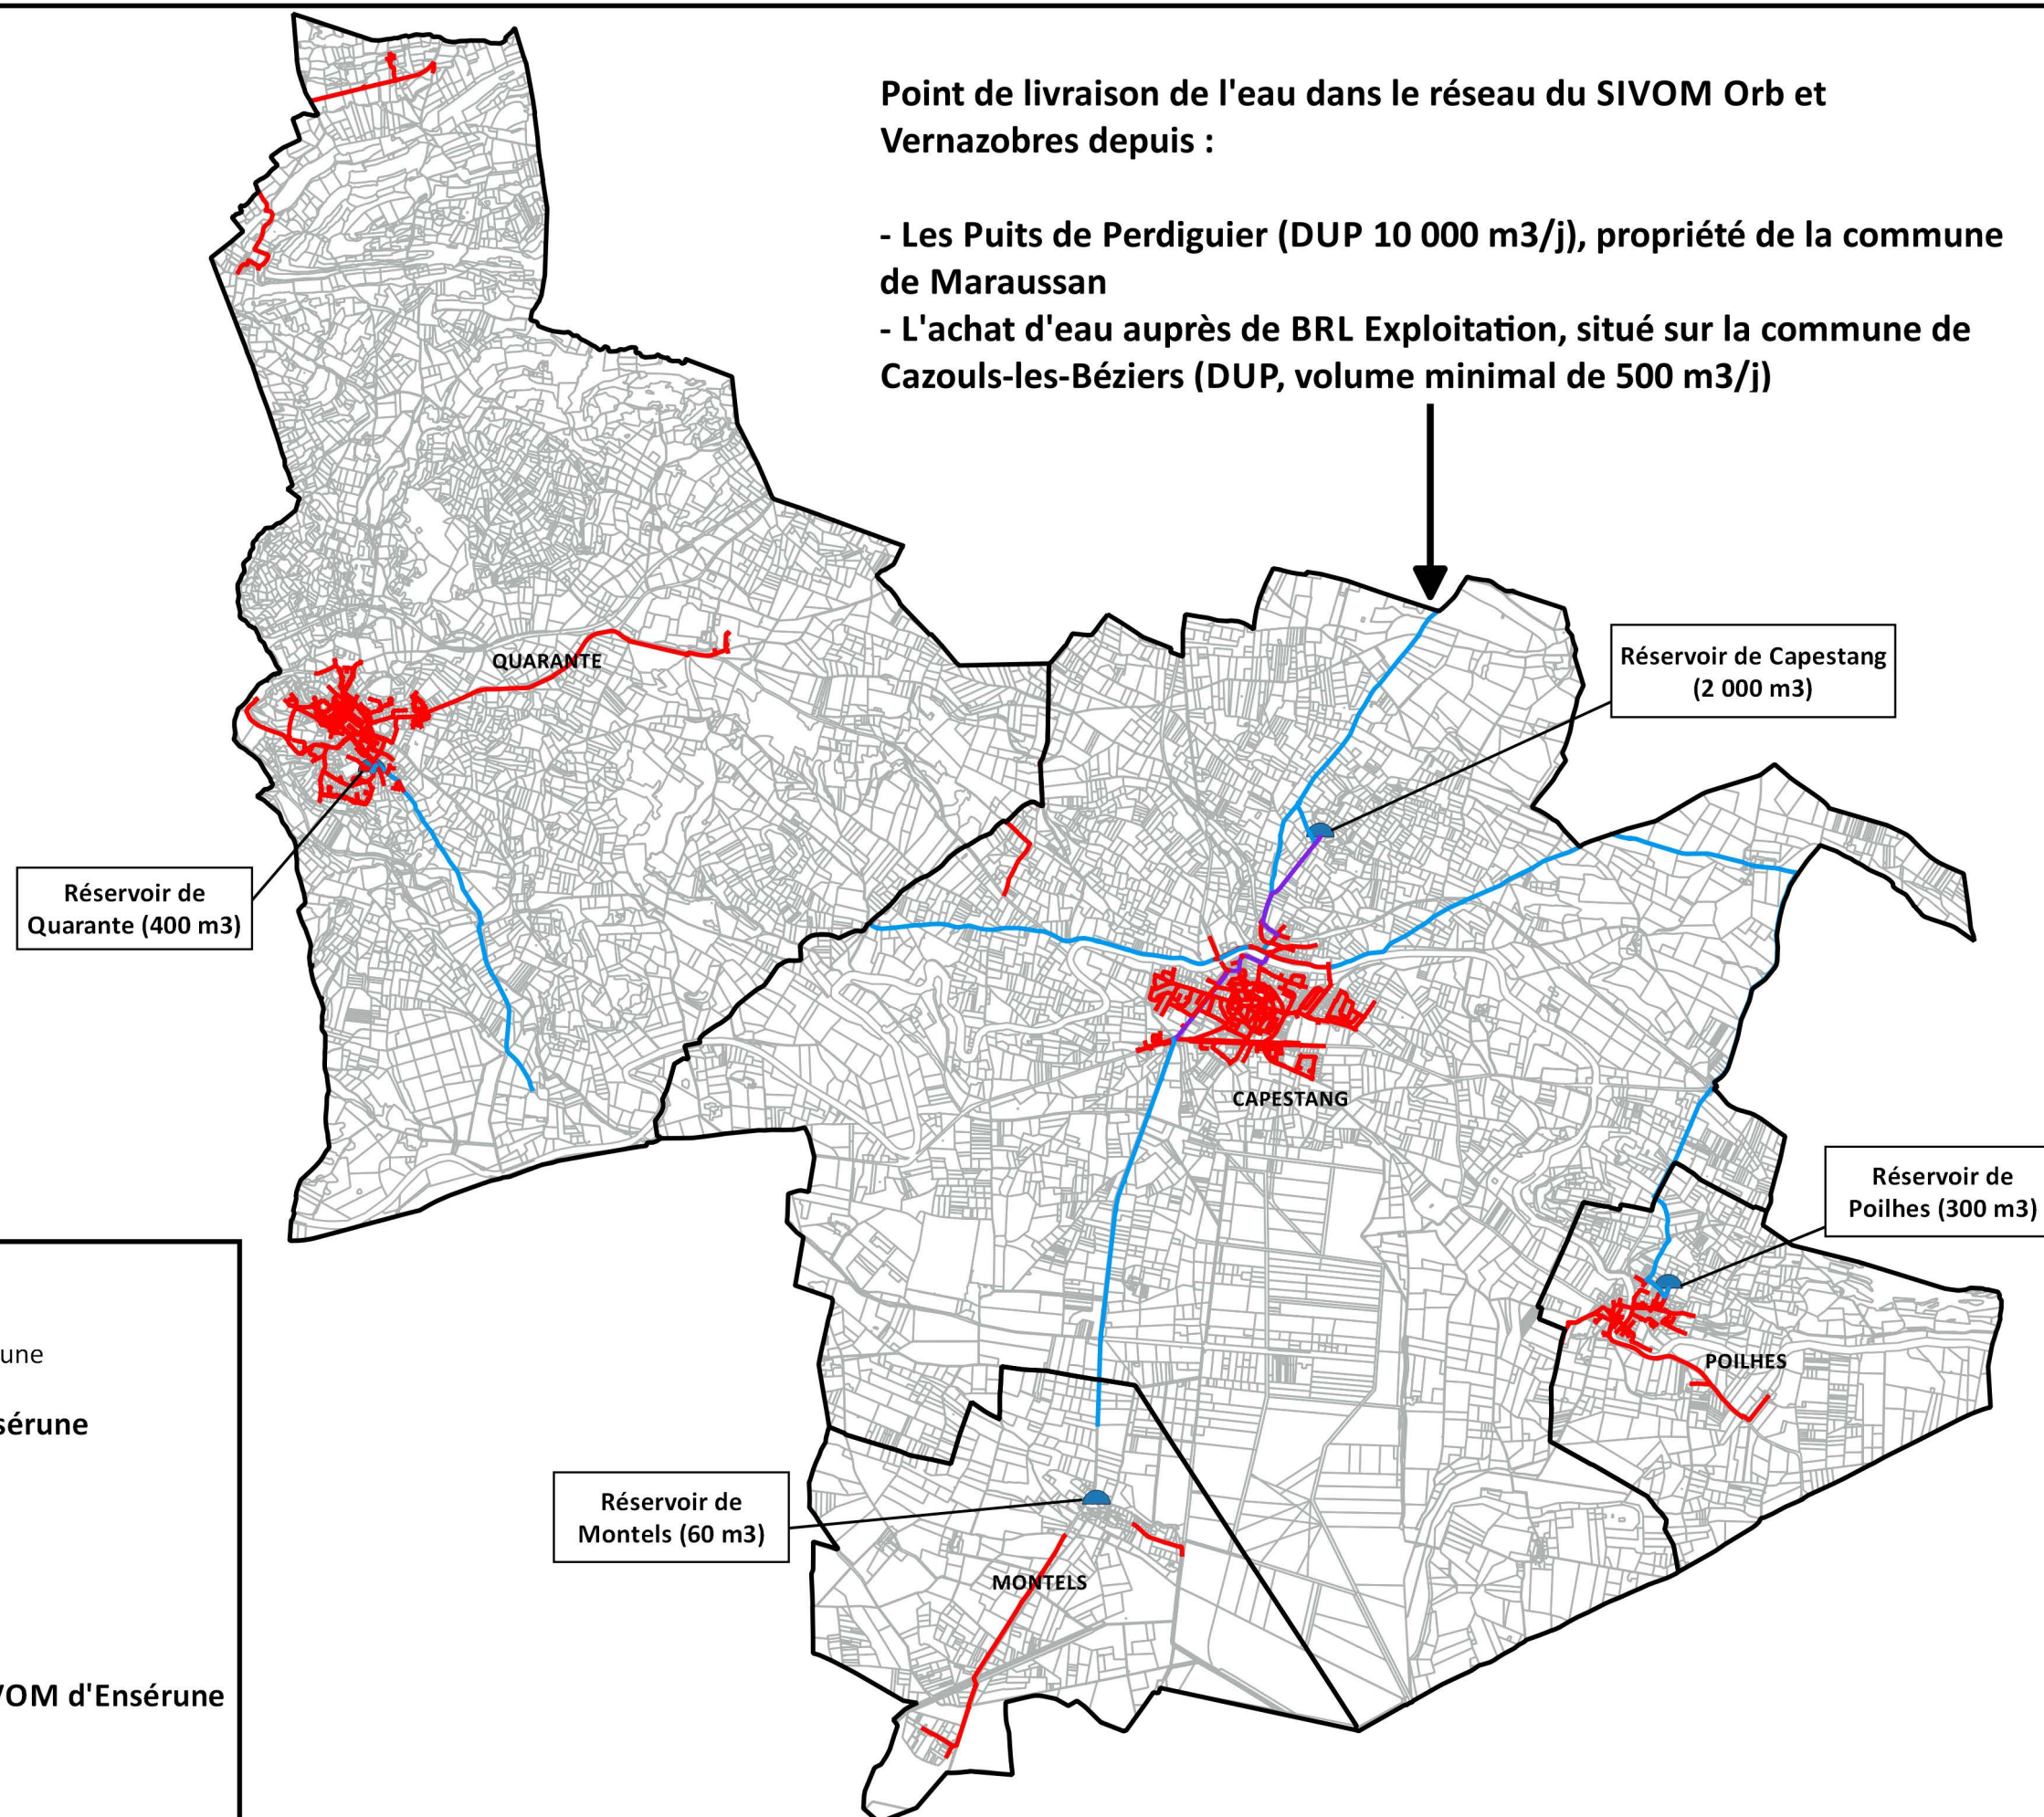 Point de livraison de l'eau dans le réseau du SIVOM Orb et
Vernazobres depuis :
- Les Puits de Perdiguier (DUP 10 000 m3/j), propriété de la commune
de Maraussan
- L'achat d'eau auprès de BRL Exploitation, situé sur la commune de
Cazouls-les-Béziers (DUP, volume minimal de 500 m3/j)
QUARANTE
Réservoir de Capestang
(2 000 m3)
Réservoir de
Quarante (400 m3)
CAPESTANG
Réservoir de
Poilhes (300 m3)
POILHES
Réservoir de
Montels (60 m3)
MONTELS
une
sérune
VOM d'Ensérune